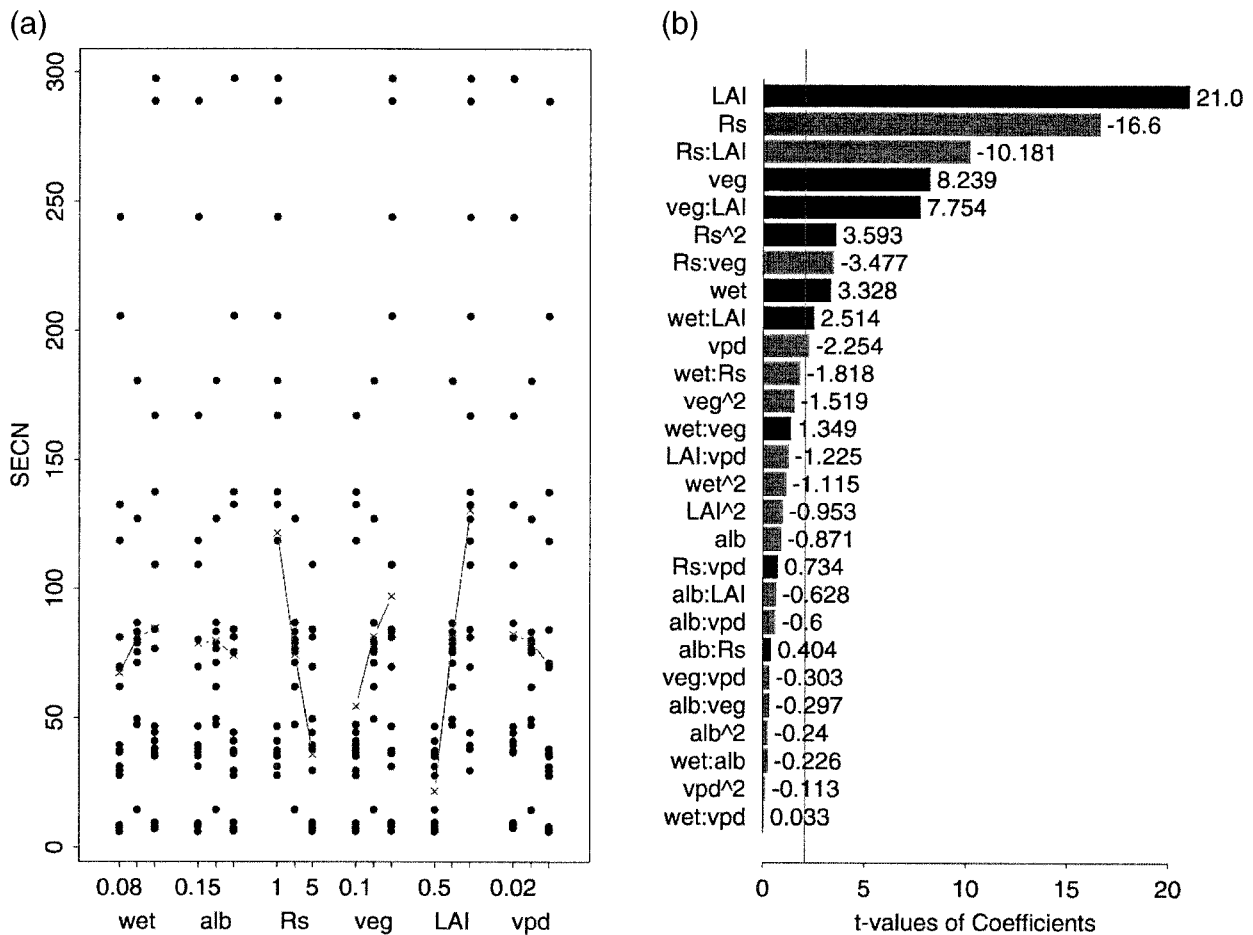 (a)
300
250
200
150
100
50
0
SECN
0.08 0.15 1 5 0.1 0.5 0.02
wet alb Rs veg LAI vpd
(b)
LAI 21.0
Rs -16.6
Rs:LAI -10.181
veg 8.239
veg:LAI 7.754
Rs^2 3.593
Rs:veg -3.477
wet 3.328
wet:LAI 2.514
vpd -2.254
wet:Rs -1.818
veg^2 -1.519
wet:veg 1.349
LAI:vpd -1.225
wet^2 -1.115
LAI^2 -0.953
alb -0.871
Rs:vpd 0.734
alb:LAI -0.628
alb:vpd -0.6
alb:Rs 0.404
veg:vpd -0.303
alb:veg -0.297
alb^2 -0.24
wet:alb -0.226
vpd^2 -0.113
wet:vpd 0.033
0 5 10 15 20
t-values of Coefficients